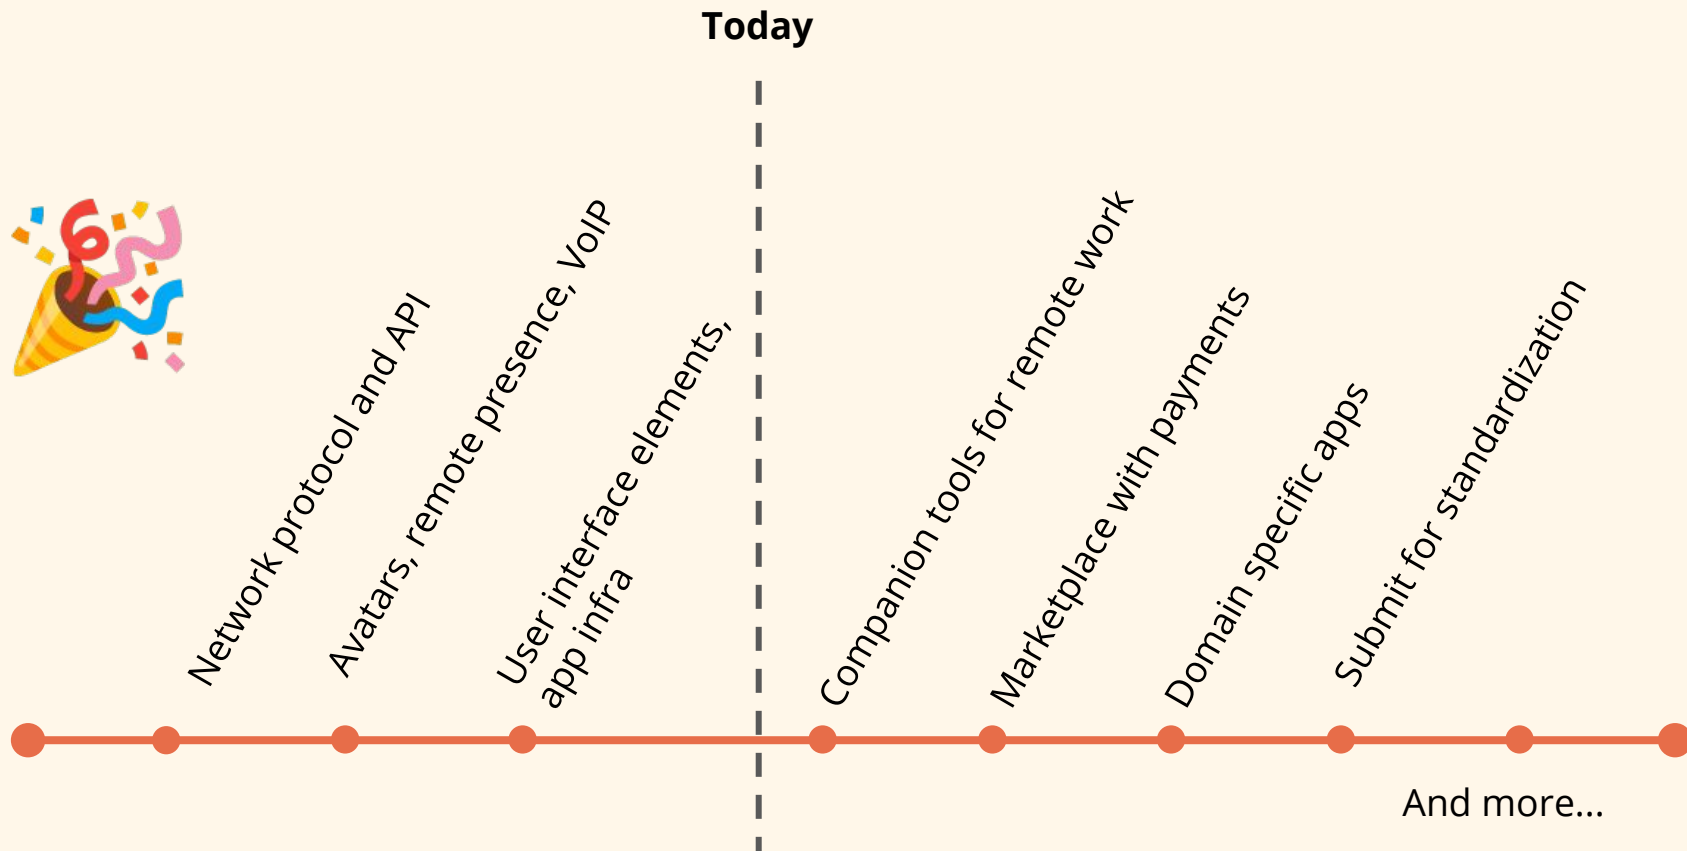 Today
Network protocol and API
Avatars, remote presence, VoIP
User interface elements,
app infra
Companion tools for remote work
Marketplace with payments
Domain specific apps
Submit for standardization
And more...